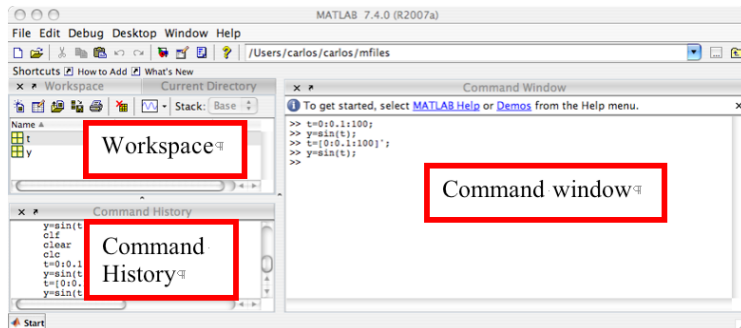 MATLAB 7.4.0 (R2007a)
File Edit Debug Desktop Window Help
/Users/carlos/carlos/mfiles
Shortcuts How to Add What's New
Workspace
Current Directory
Stack: Base
Name
t
y
Workspace
Command History
y=sin(t
clf
clear
clc
t=0:0.1
y=sin(t
t=[0:0.
y=sin(t
Command
History
Command Window
To get started, select MATLAB Help or Demos from the Help menu.
>> t=0:0.1:100;
>> y=sin(t);
>> t=[0:0.1:100]';
>> y=sin(t);
>>
Command window
Start